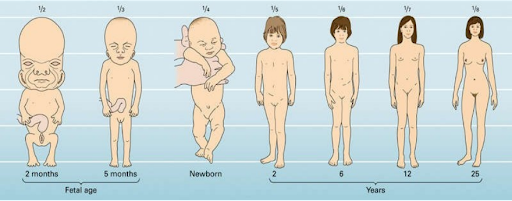 1/2 1/3 1/4 1/5 1/6 1/7 1/8
2 months 5 months Newborn 2 6 12 25
Fetal age Years